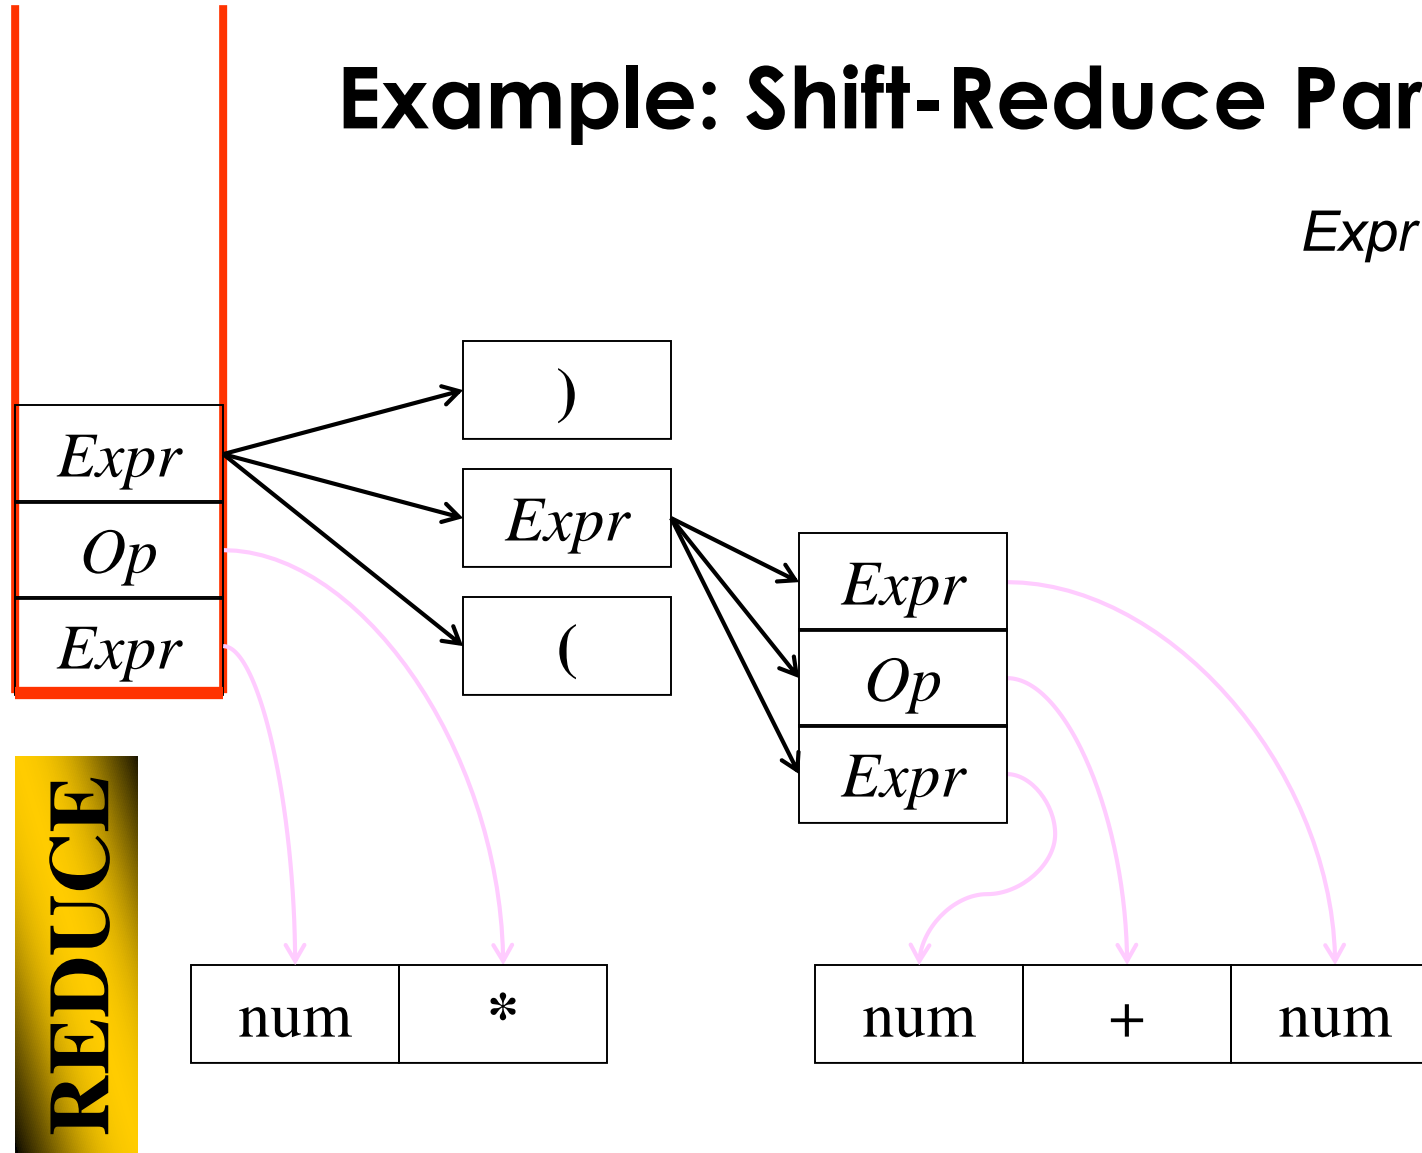 Example: Shift-Reduce Par
Expr
)
Expr
Expr
Op
Expr
(
Expr
Op
Expr
REDUCE
num * num + num